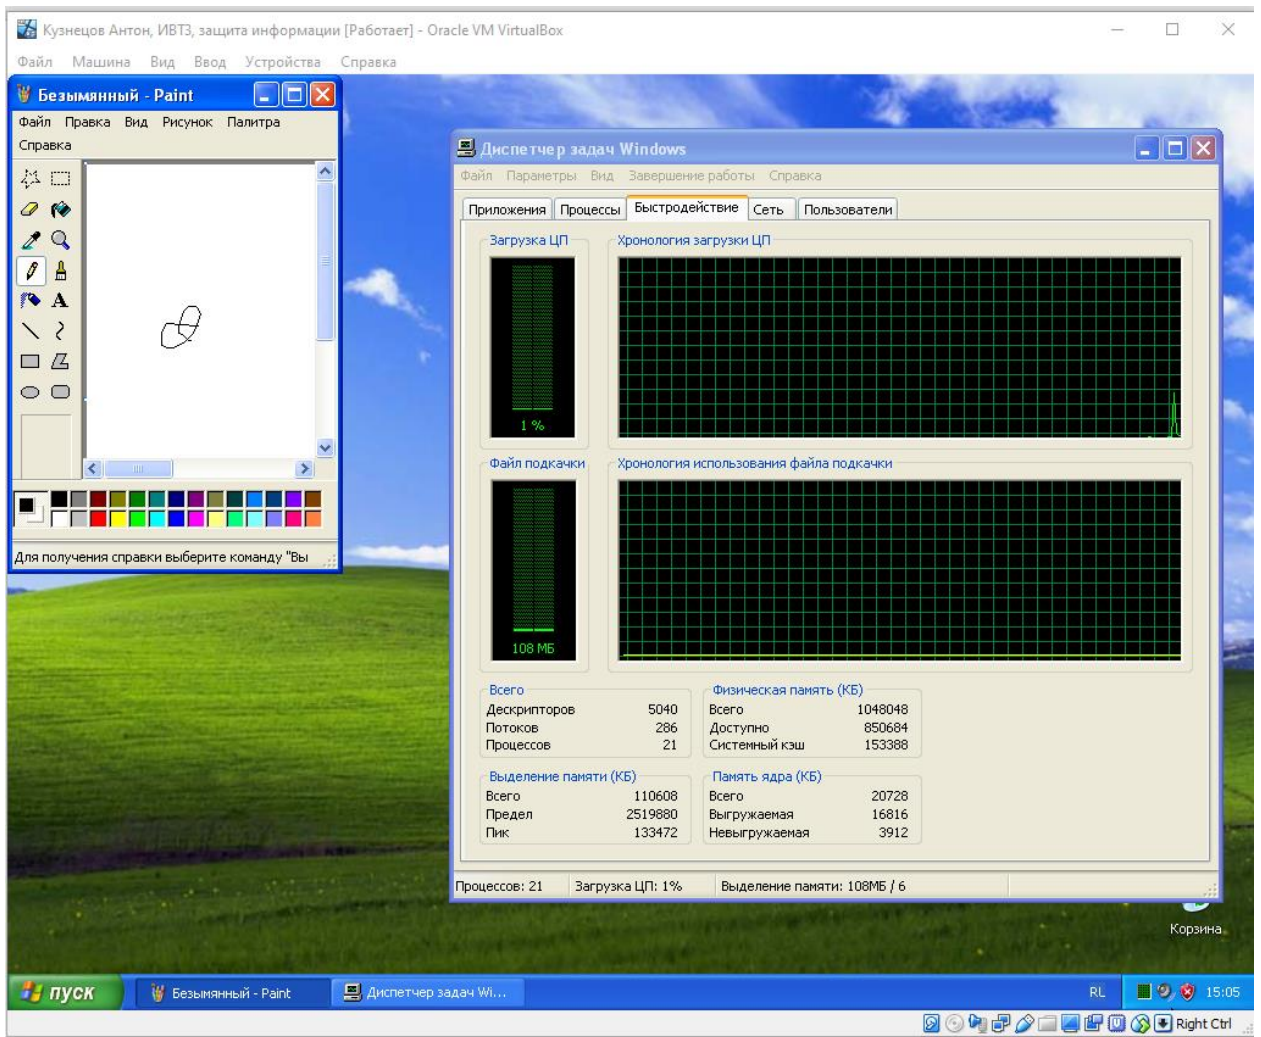 Кузнецов Антон, ИВТЗ, защита информации [Работает] - Oracle VM VirtualBox
Файл Машина Вид Ввод Устройства Справка
Безымянный - Paint
Файл Правка Вид Рисунок Палитра
Справка
A
Для получения справки выберите команду "Вы
Диспетчер задач Windows
Файл Параметры Вид Завершение работы Справка
Приложения Процессы Быстродействие Сеть Пользователи
Загрузка ЦП Хронология загрузки ЦП
1 %
Файл подкачки Хронология использования файла подкачки
108 МБ
Всего
Дескрипторов 5040
Потоков 286
Процессов 21
Физическая память (КБ)
Всего 1048048
Доступно 850684
Системный кэш 153388
Выделение памяти (КБ)
Всего 110608
Предел 2519880
Пик 133472
Память ядра (КБ)
Всего 20728
Выгружаемая 16816
Невыгружаемая 3912
Процессов: 21 Загрузка ЦП: 1% Выделение памяти: 108МБ / 6
Корзина
пуск Безымянный - Paint Диспетчер задач Wi... RL 15:05
Right Ctrl